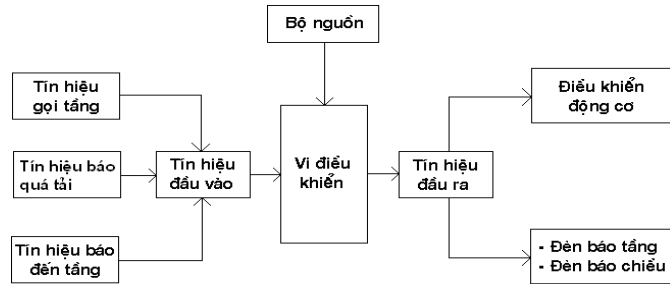 Bộ nguồn
Tín hiệu
gọi tầng
Tín hiệu báo
quá tải
Tín hiệu báo
đến tầng
Tín hiệu
đầu vào
Vi điều
khiển
Tín hiệu
đầu ra
Điều khiển
động cơ
- Đèn báo tầng
- Đèn báo chiều